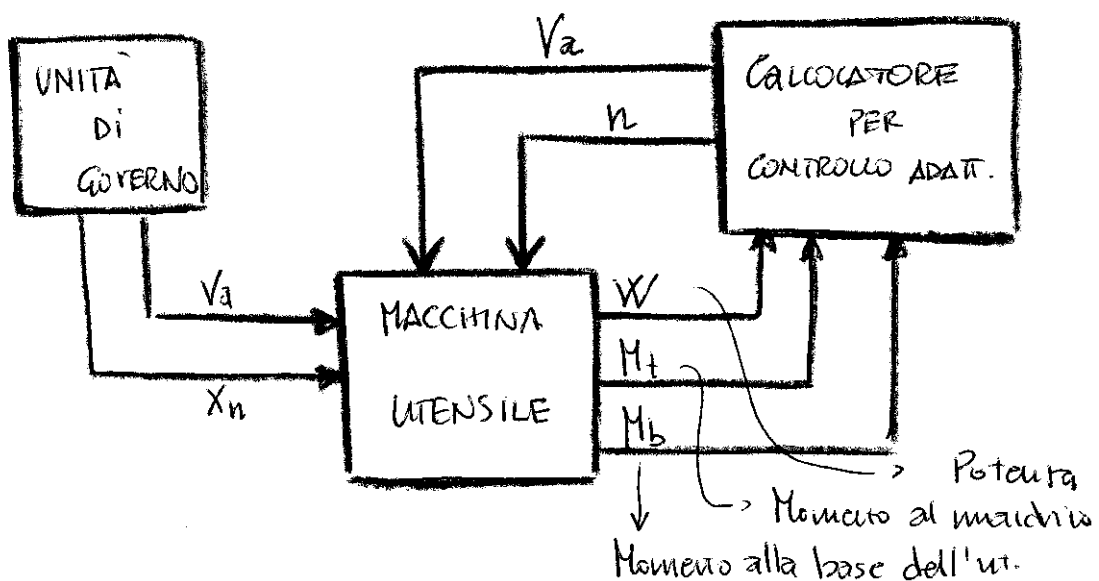 UNITÀ
Di
GOVERNO
Va
n
CALCOCATORE
PER
CONTROLLO ADATT.
Va
Xn
MACCHINA
UTENSILE
W
Mt
Mb
Potenza
Momento al mandrino
Momento alla base dell'ut.